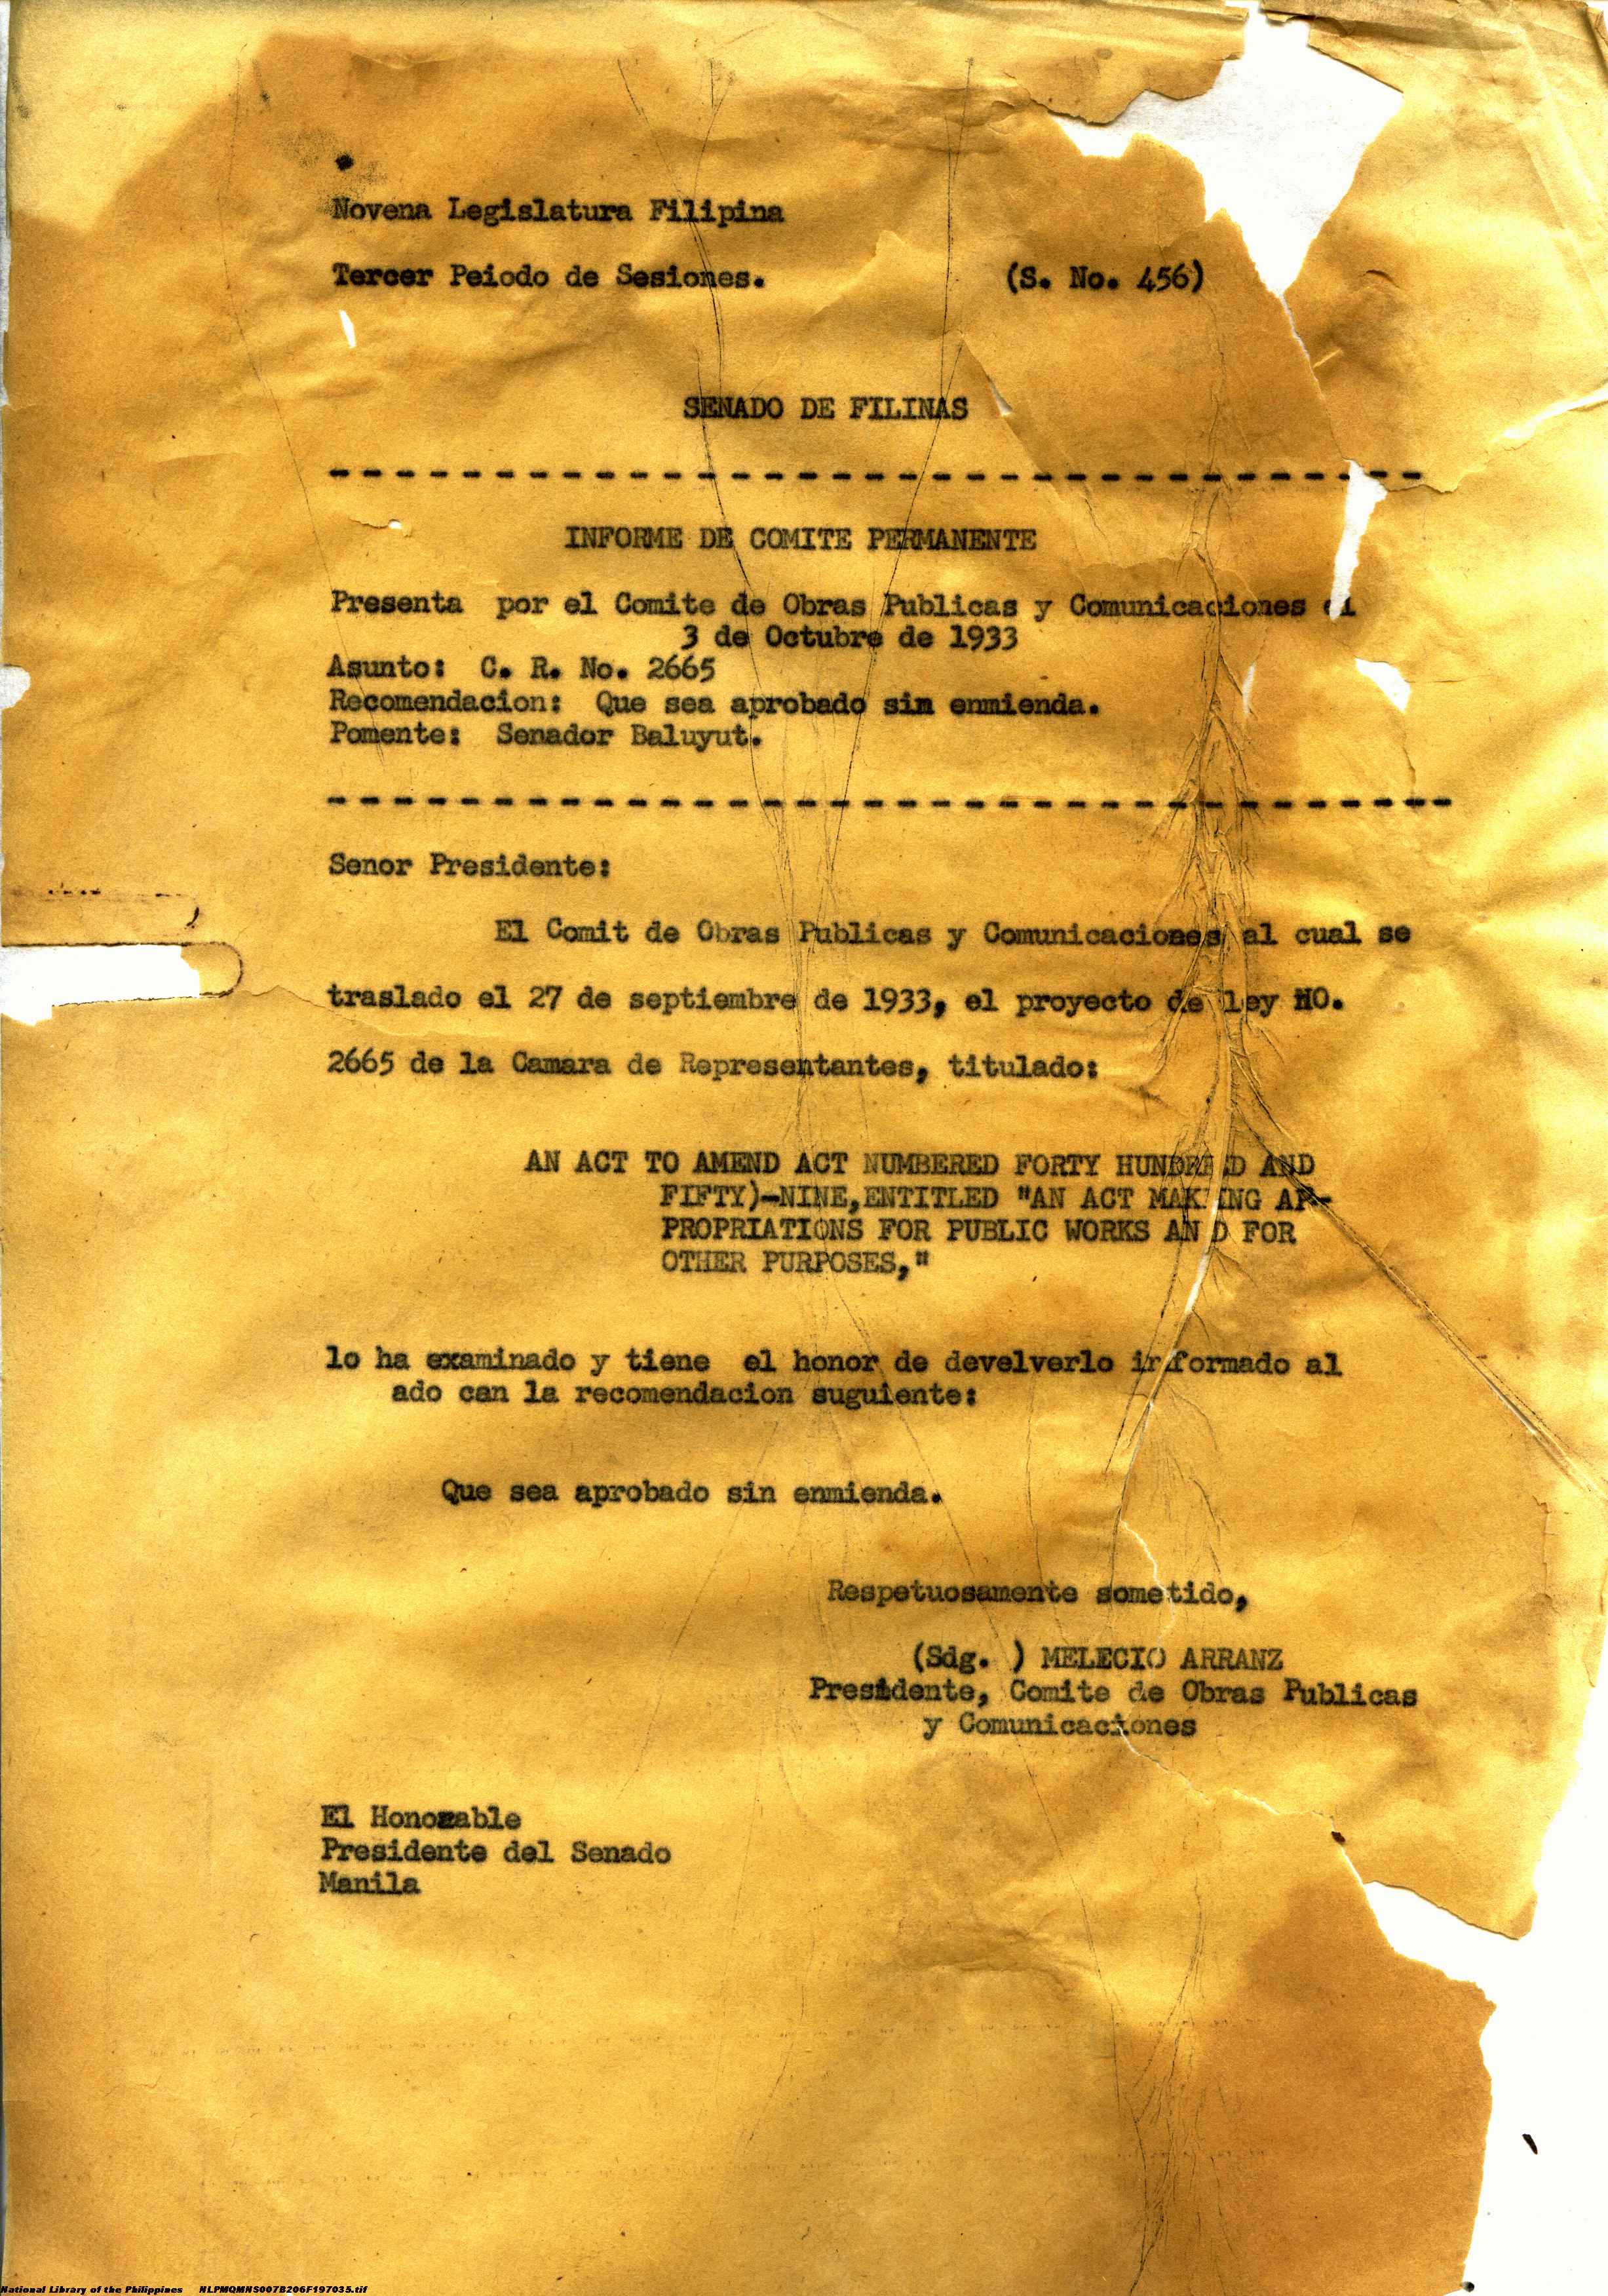 Novena Legislatura Filipina
Tercer Peiodo de Sesiones. (S. No. 456)
SENADO DE FILINAS
INFORME DE COMITE PERMANENTE
Presenta por el Comite de Obras Publicas y Comunicaciones el
3 de Octubre de 1933
Asunto: C. R. No. 2665
Recomendacion: Que sea aprobado sin enmienda.
Pomente: Senador Baluyut.
Senor Presidente:
El Comit de Obras Publicas y Comunicaciones al cual se
traslado el 27 de septiembre de 1933, el proyecto de ley NO.
2665 de la Camara de Representantes, titulado:
AN ACT TO AMEND ACT NUMBERED FORTY HUNDRED AND
FIFTY)-NINE,ENTITLED "AN ACT MAKING AP-
PROPRIATIONS FOR PUBLIC WORKS AND FOR
OTHER PURPOSES,"
lo ha examinado y tiene el honor de develverlo informado al
ado can la recomendacion suguiente:
Que sea aprobado sin enmienda.
Respetuosamente sometido,
(Sdg. ) MELECIO ARRANZ
Presidente, Comite de Obras Publicas
y Comunicaciones
El Honorable
Presidente del Senado
Manila
National Library of the Philippines NLPMQMNS007B206F197035.tif